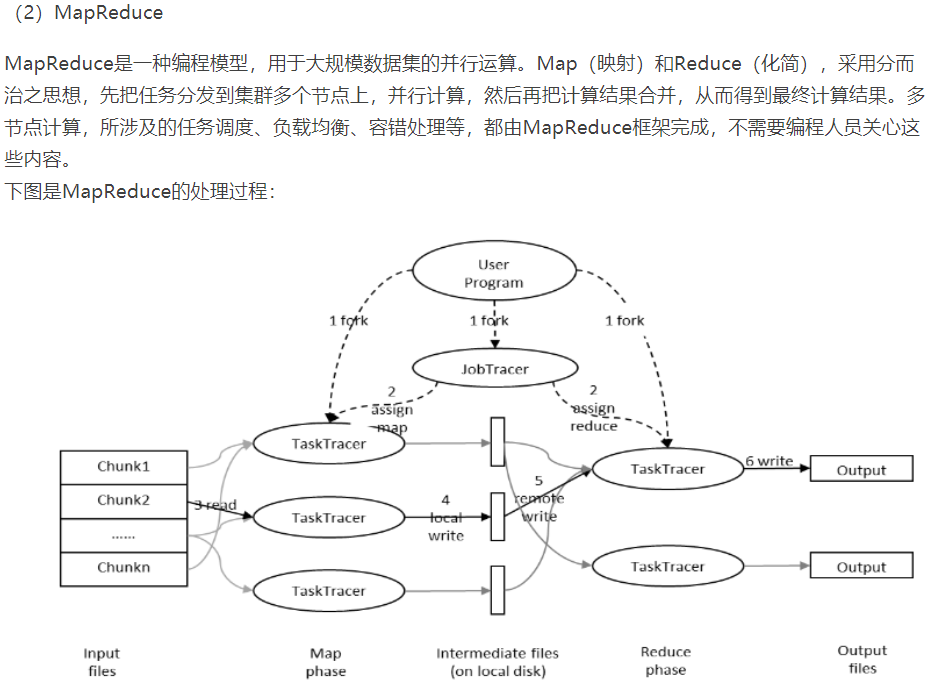 （2）MapReduce
MapReduce是一种编程模型，用于大规模数据集的并行运算。Map（映射）和Reduce（化简），采用分而
治之思想，先把任务分发到集群多个节点上，并行计算，然后再把计算结果合并，从而得到最终计算结果。多
节点计算，所涉及的任务调度、负载均衡、容错处理等，都由MapReduce框架完成，不需要编程人员关心这
些内容。
下图是MapReduce的处理过程：
User
Program
1 fork
1 fork
1 fork
JobTracer
2
assign
map
2
assign
reduce
TaskTracer
TaskTracer
TaskTracer
Chunk1
Chunk2
......
Chunkn
3 read
4
local
write
5
remote
write
TaskTracer
TaskTracer
6 write
Output
Output
Input
files
Map
phase
Intermediate files
(on local disk)
Reduce
phase
Output
files